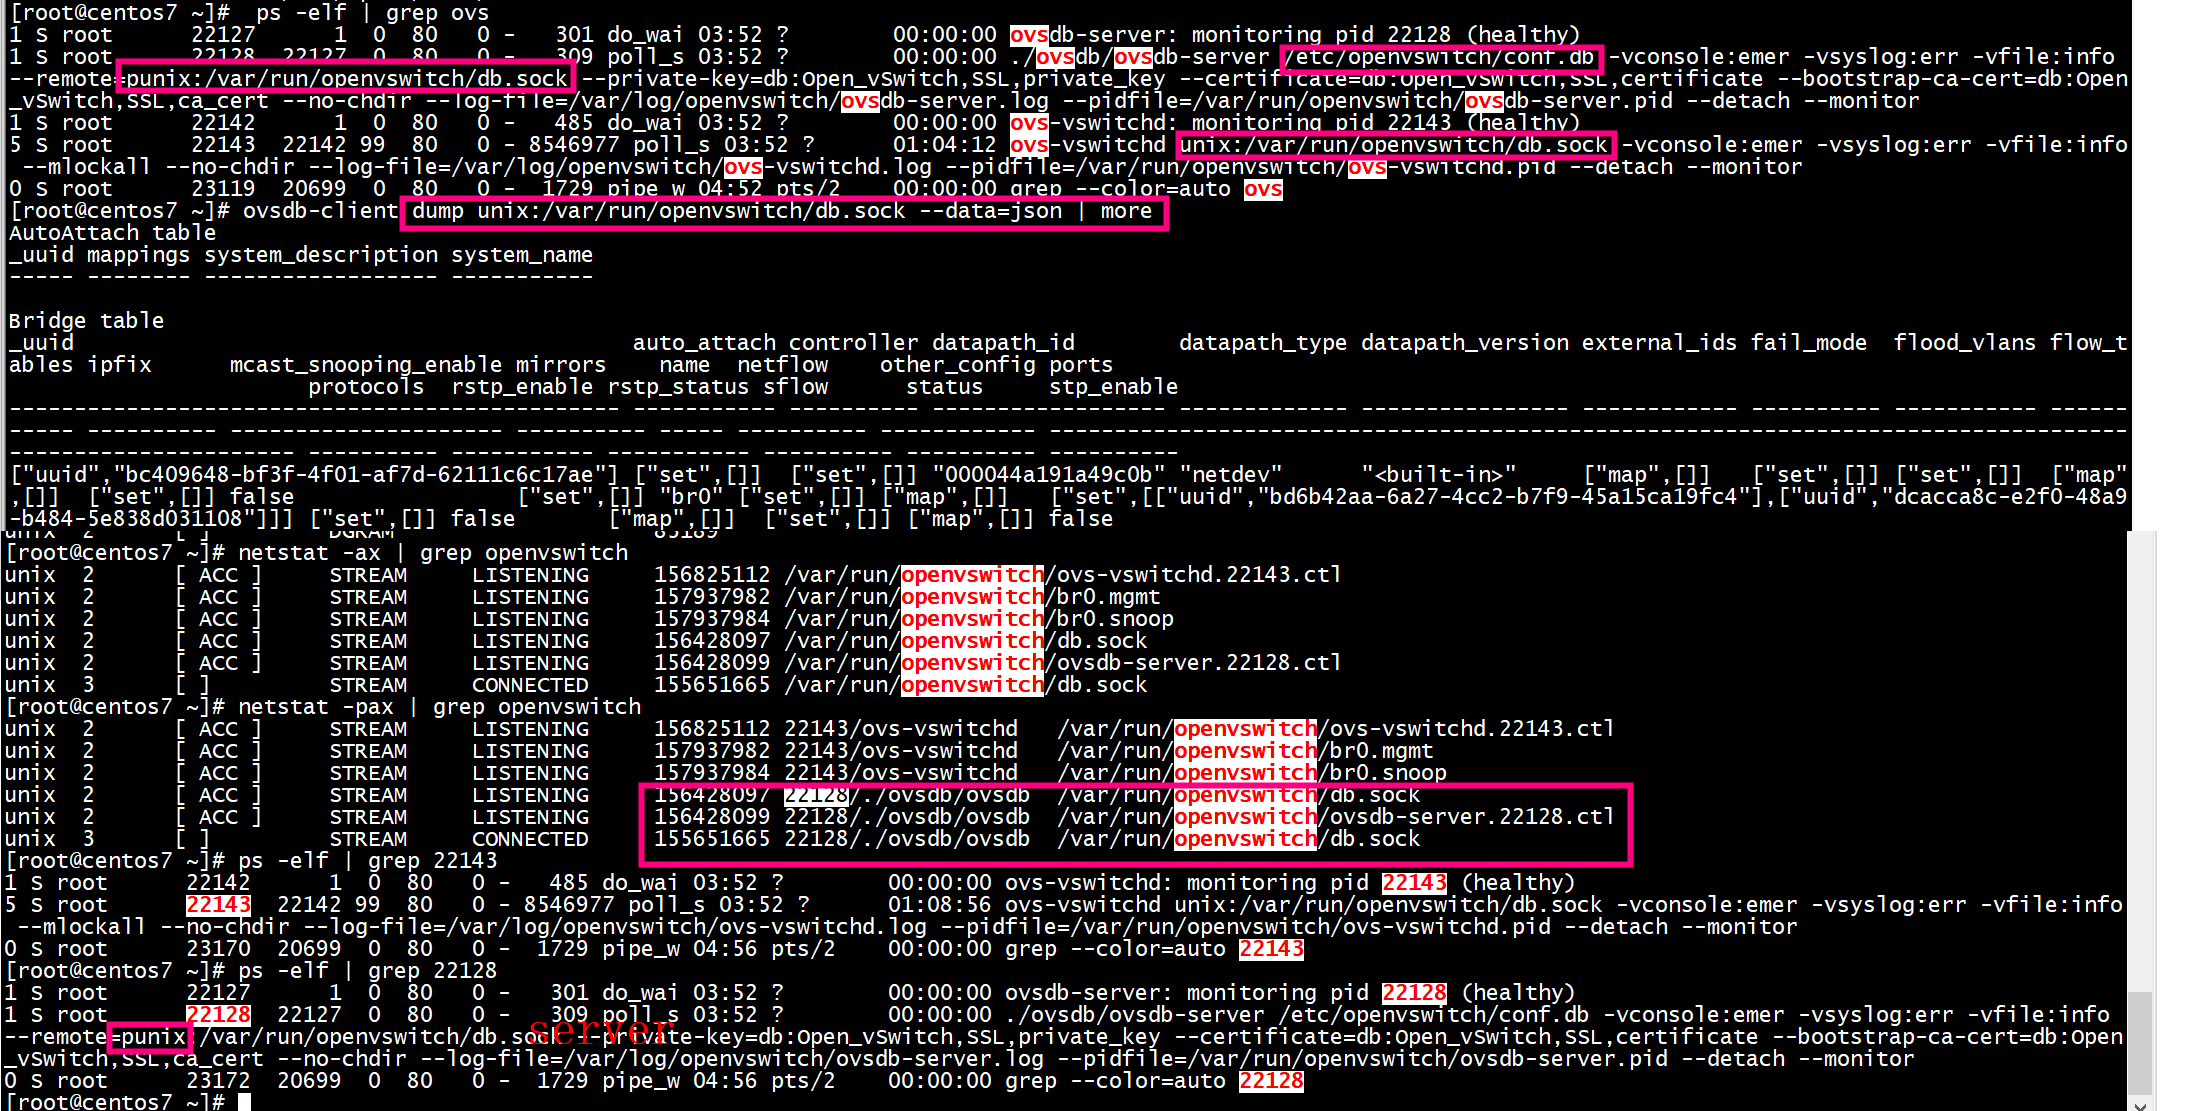 [root@centos7 ~]#  ps -elf | grep ovs
1 S root      22127      1  0  80   0 -   301 do_wai 03:52 ?        00:00:00 ovsdb-server: monitoring pid 22128 (healthy)
1 S root      22128  22127  0  80   0 -   309 poll_s 03:52 ?        00:00:00 ./ovsdb/ovsdb-server /etc/openvswitch/conf.db -vconsole:emer -vsyslog:err -vfile:info
--remote=punix:/var/run/openvswitch/db.sock --private-key=db:Open_vSwitch,SSL,private_key --certificate=db:Open_vSwitch,SSL,certificate --bootstrap-ca-cert=db:Open
_vSwitch,SSL,ca_cert --no-chdir --log-file=/var/log/openvswitch/ovsdb-server.log --pidfile=/var/run/openvswitch/ovsdb-server.pid --detach --monitor
1 S root      22142      1  0  80   0 -   485 do_wai 03:52 ?        00:00:00 ovs-vswitchd: monitoring pid 22143 (healthy)
5 S root      22143  22142 99  80   0 - 8546977 poll_s 03:52 ?      01:04:12 ovs-vswitchd unix:/var/run/openvswitch/db.sock -vconsole:emer -vsyslog:err -vfile:info
 --mlockall --no-chdir --log-file=/var/log/openvswitch/ovs-vswitchd.log --pidfile=/var/run/openvswitch/ovs-vswitchd.pid --detach --monitor
0 S root      23119  20699  0  80   0 -  1729 pipe_w 04:52 pts/2    00:00:00 grep --color=auto ovs
[root@centos7 ~]# ovsdb-client dump unix:/var/run/openvswitch/db.sock --data=json | more
AutoAttach table
_uuid mappings system_description system_name
----- -------- ------------------ -----------
Bridge table
_uuid                                           auto_attach controller datapath_id        datapath_type datapath_version external_ids fail_mode  flood_vlans flow_t
ables ipfix      mcast_snooping_enable mirrors    name  netflow    other_config ports
                       protocols  rstp_enable rstp_status sflow      status     stp_enable
----------------------------------------------- ----------- ---------- ------------------ ------------- ---------------- ------------ ---------- ----------- ------
----- ---------- --------------------- ---------- ----- ---------- ------------ -----------------------------------------------------------------------------------
---------------------- ---------- ----------- ----------- ---------- ---------- ----------
["uuid","bc409648-bf3f-4f01-af7d-62111c6c17ae"] ["set",[]]  ["set",[]] "000044a191a49c0b" "netdev"      "<built-in>"     ["map",[]]   ["set",[]] ["set",[]]  ["map"
,[]]  ["set",[]] false                 ["set",[]] "br0" ["set",[]] ["map",[]]   ["set",[["uuid","bd6b42aa-6a27-4cc2-b7f9-45a15ca19fc4"],["uuid","dcacca8c-e2f0-48a9
-b484-5e838d031108"]]] ["set",[]] false       ["map",[]]  ["set",[]] ["map",[]] false
unix  2      [ ]         DGRAM                    85189
[root@centos7 ~]# netstat -ax | grep openvswitch
unix  2      [ ACC ]     STREAM     LISTENING     156825112 /var/run/openvswitch/ovs-vswitchd.22143.ctl
unix  2      [ ACC ]     STREAM     LISTENING     157937982 /var/run/openvswitch/br0.mgmt
unix  2      [ ACC ]     STREAM     LISTENING     157937984 /var/run/openvswitch/br0.snoop
unix  2      [ ACC ]     STREAM     LISTENING     156428097 /var/run/openvswitch/db.sock
unix  2      [ ACC ]     STREAM     LISTENING     156428099 /var/run/openvswitch/ovsdb-server.22128.ctl
unix  3      [ ]         STREAM     CONNECTED     155651665 /var/run/openvswitch/db.sock
[root@centos7 ~]# netstat -pax | grep openvswitch
unix  2      [ ACC ]     STREAM     LISTENING     156825112 22143/ovs-vswitchd   /var/run/openvswitch/ovs-vswitchd.22143.ctl
unix  2      [ ACC ]     STREAM     LISTENING     157937982 22143/ovs-vswitchd   /var/run/openvswitch/br0.mgmt
unix  2      [ ACC ]     STREAM     LISTENING     157937984 22143/ovs-vswitchd   /var/run/openvswitch/br0.snoop
unix  2      [ ACC ]     STREAM     LISTENING     156428097 22128/./ovsdb/ovsdb  /var/run/openvswitch/db.sock
unix  2      [ ACC ]     STREAM     LISTENING     156428099 22128/./ovsdb/ovsdb  /var/run/openvswitch/ovsdb-server.22128.ctl
unix  3      [ ]         STREAM     CONNECTED     155651665 22128/./ovsdb/ovsdb  /var/run/openvswitch/db.sock
[root@centos7 ~]# ps -elf | grep 22143
1 S root      22142      1  0  80   0 -   485 do_wai 03:52 ?        00:00:00 ovs-vswitchd: monitoring pid 22143 (healthy)
5 S root      22143  22142 99  80   0 - 8546977 poll_s 03:52 ?      01:08:56 ovs-vswitchd unix:/var/run/openvswitch/db.sock -vconsole:emer -vsyslog:err -vfile:info
 --mlockall --no-chdir --log-file=/var/log/openvswitch/ovs-vswitchd.log --pidfile=/var/run/openvswitch/ovs-vswitchd.pid --detach --monitor
0 S root      23170  20699  0  80   0 -  1729 pipe_w 04:56 pts/2    00:00:00 grep --color=auto 22143
[root@centos7 ~]# ps -elf | grep 22128
1 S root      22127      1  0  80   0 -   301 do_wai 03:52 ?        00:00:00 ovsdb-server: monitoring pid 22128 (healthy)
1 S root      22128  22127  0  80   0 -   309 poll_s 03:52 ?        00:00:00 ./ovsdb/ovsdb-server /etc/openvswitch/conf.db -vconsole:emer -vsyslog:err -vfile:info
server
--remote=punix:/var/run/openvswitch/db.sock --private-key=db:Open_vSwitch,SSL,private_key --certificate=db:Open_vSwitch,SSL,certificate --bootstrap-ca-cert=db:Open
_vSwitch,SSL,ca_cert --no-chdir --log-file=/var/log/openvswitch/ovsdb-server.log --pidfile=/var/run/openvswitch/ovsdb-server.pid --detach --monitor
0 S root      23172  20699  0  80   0 -  1729 pipe_w 04:56 pts/2    00:00:00 grep --color=auto 22128
[root@centos7 ~]#